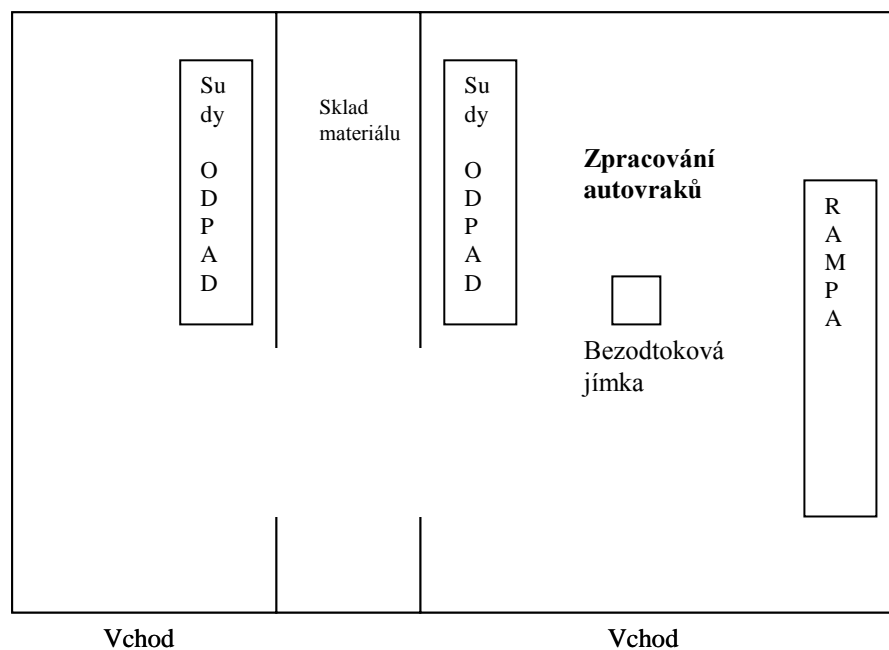 Su
dy
O
D
P
A
D
Sklad
materiálu
Su
dy
O
D
P
A
D
Zpracování
autovraků
Bezodtoková
jímka
R
A
M
P
A
Vchod
Vchod